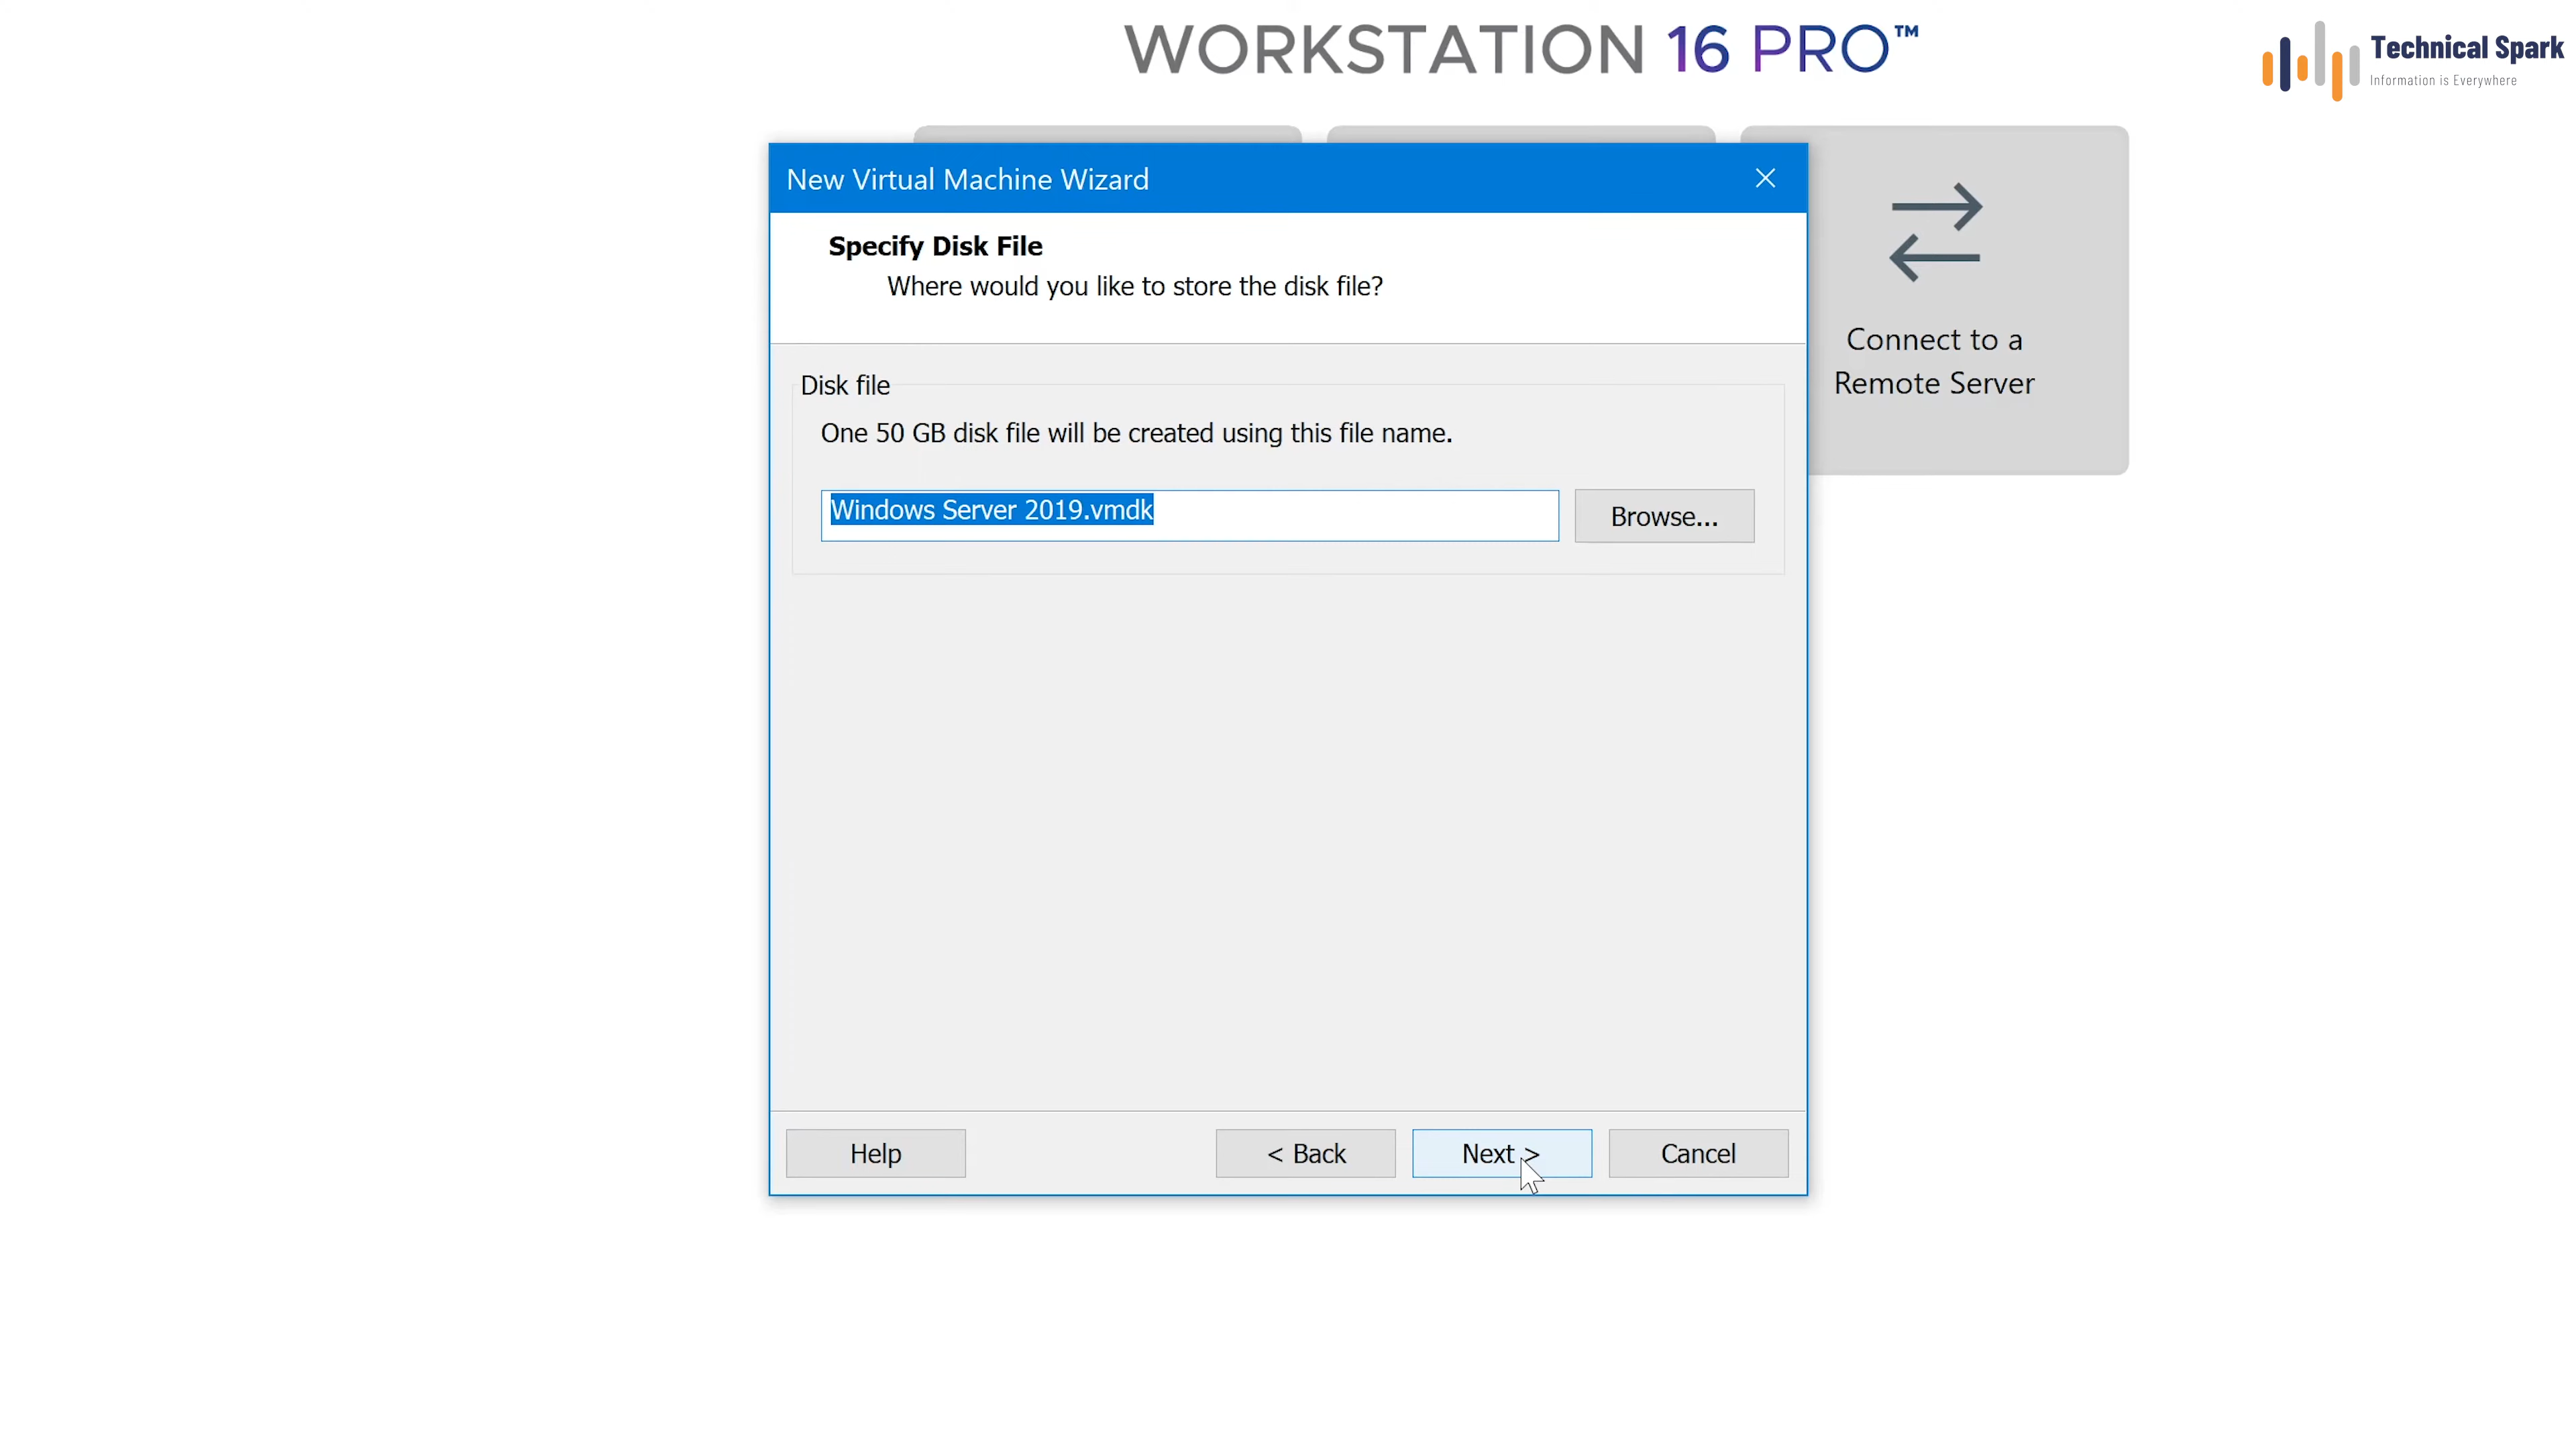 WORKSTATION 16 PRO™
Technical Spark
Information is Everywhere
New Virtual Machine Wizard
Specify Disk File
Where would you like to store the disk file?
Connect to a
Remote Server
Disk file
One 50 GB disk file will be created using this file name.
Windows Server 2019.vmdk
Browse...
Help
< Back
Next >
Cancel